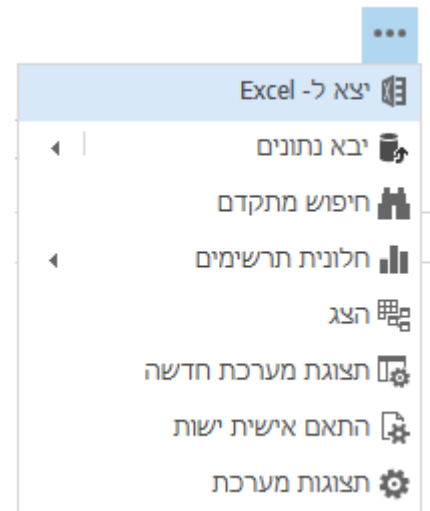 יצא ל- Excel
יבא נתונים
חיפוש מתקדם
חלונית תרשימים
הצג
תצוגת מערכת חדשה
התאם אישית ישות
תצוגות מערכת